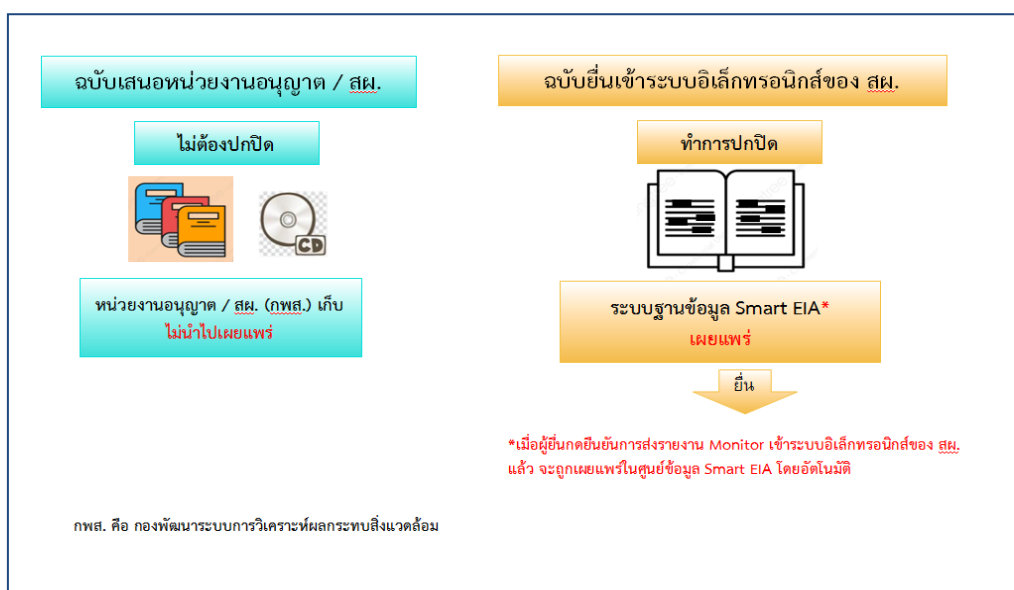 ฉบับเสนอหน่วยงานอนุญาต / สผ.
ไม่ต้องปกปิด
CD
หน่วยงานอนุญาต / สผ. (กพส.) เก็บ
ไม่นำไปเผยแพร่
ฉบับยื่นเข้าระบบอิเล็กทรอนิกส์ของ สผ.
ทำการปกปิด
ระบบฐานข้อมูล Smart EIA*
เผยแพร่
ยื่น
*เมื่อผู้ยื่นกดยืนยันการส่งรายงาน Monitor เข้าระบบอิเล็กทรอนิกส์ของ สผ.
แล้ว จะถูกเผยแพร่ในศูนย์ข้อมูล Smart EIA โดยอัตโนมัติ
กพส. คือ กองพัฒนาระบบการวิเคราะห์ผลกระทบสิ่งแวดล้อม